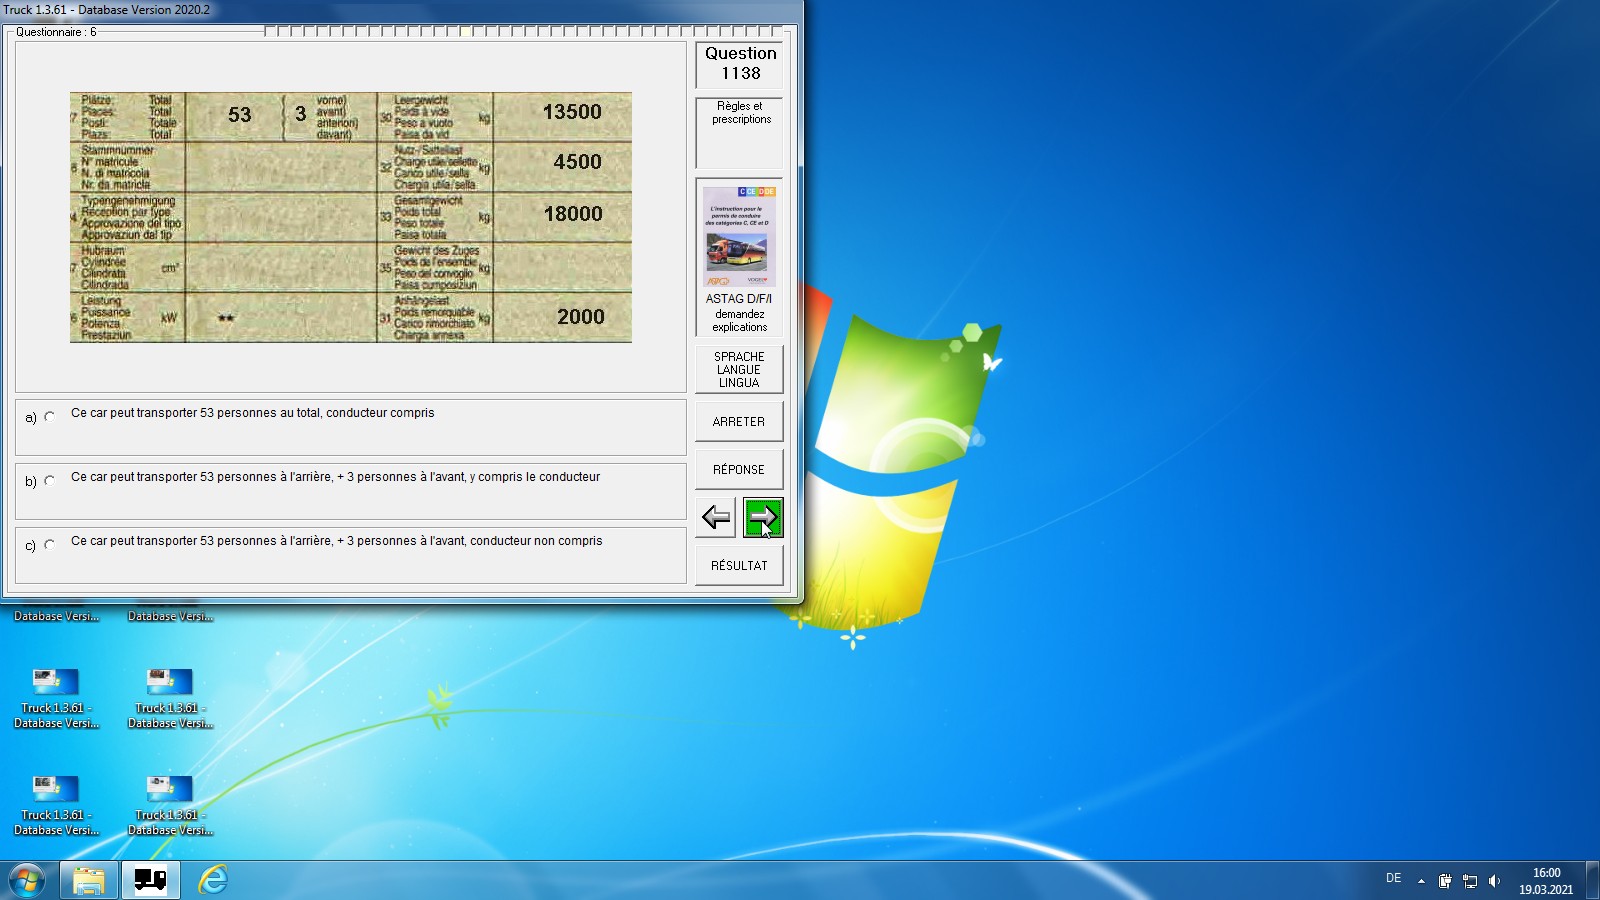 Truck 1.3.61 - Database Version 2020.2
Questionnaire : 6
Plätze: Total
Places: Total
Posti: Totale
Plazs: Total
53
( 3 vorne)
avant)
anteriori)
davant)
30 Leergewicht
Poids à vide kg
Peso a vuoto
Paisa da vid
13500
Stammnummer
N° matricule
N. di matricola
Nr. da matricla
32 Nutz-/Sattellast
Charge utile/sellette kg
Carico utile/sella
Chargia utila/sella
4500
Typengenehmigung
Réception par type
Approvazione del tipo
Approvaziun dal tip
33 Gesamtgewicht
Poids total kg
Peso totale
Paisa totala
18000
Hubraum
Cylindrée cm³
Cilindrata
Cilindrada
35 Gewicht des Zuges
Poids de l'ensemble kg
Peso del convoglio
Paisa cumposiziun
Leistung
Puissance kW
Potenza
Prestaziun
**
31 Anhängelast
Poids remorquable kg
Carico rimorchiato
Chargia annexa
2000
Question
1138
Règles et
prescriptions
C CE D DE
L'instruction pour le
permis de conduire
des catégories C, CE et D
ASTAG D/F/I
demandez
explications
SPRACHE
LANGUE
LINGUA
ARRETER
RÉPONSE
RÉSULTAT
a) Ce car peut transporter 53 personnes au total, conducteur compris
b) Ce car peut transporter 53 personnes à l'arrière, + 3 personnes à l'avant, y compris le conducteur
c) Ce car peut transporter 53 personnes à l'arrière, + 3 personnes à l'avant, conducteur non compris
Database Versi...
Database Versi...
Truck 1.3.61 -
Database Versi...
Truck 1.3.61 -
Database Versi...
Truck 1.3.61 -
Database Versi...
Truck 1.3.61 -
Database Versi...
DE
16:00
19.03.2021